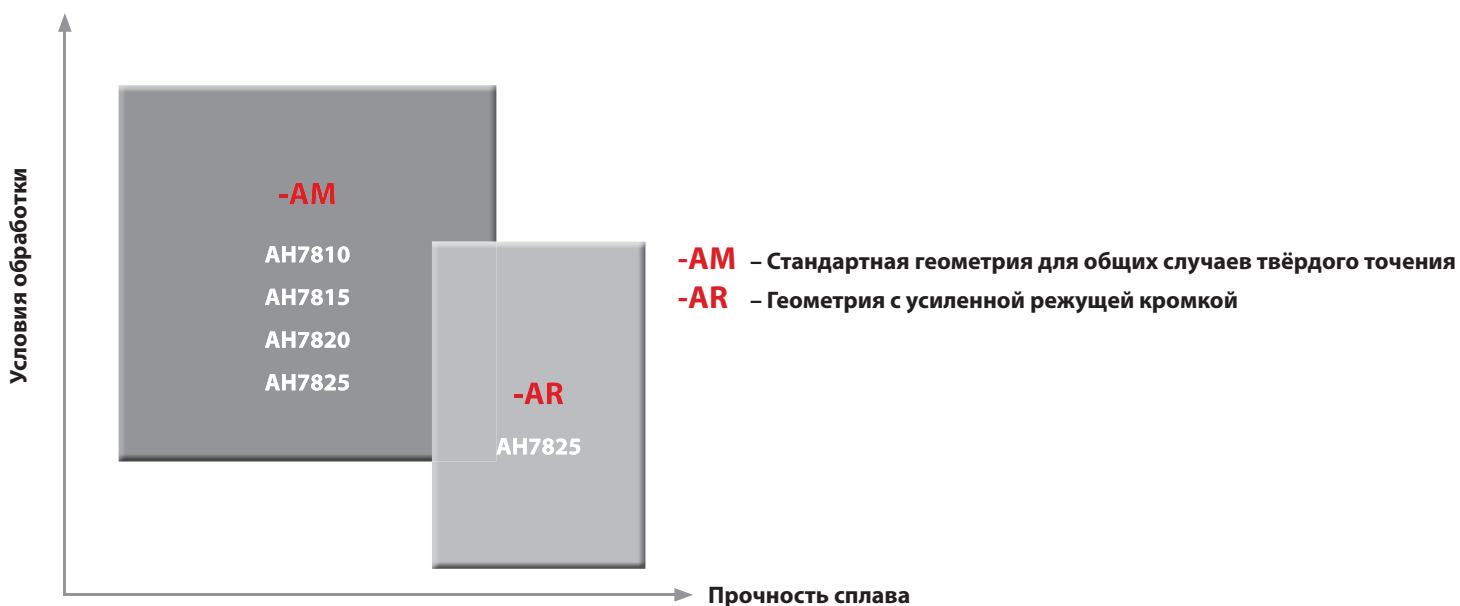 Условия обработки
-AM
AH7810
AH7815
AH7820
AH7825
-AR
AH7825
-AM – Стандартная геометрия для общих случаев твёрдого точения
-AR – Геометрия с усиленной режущей кромкой
Прочность сплава